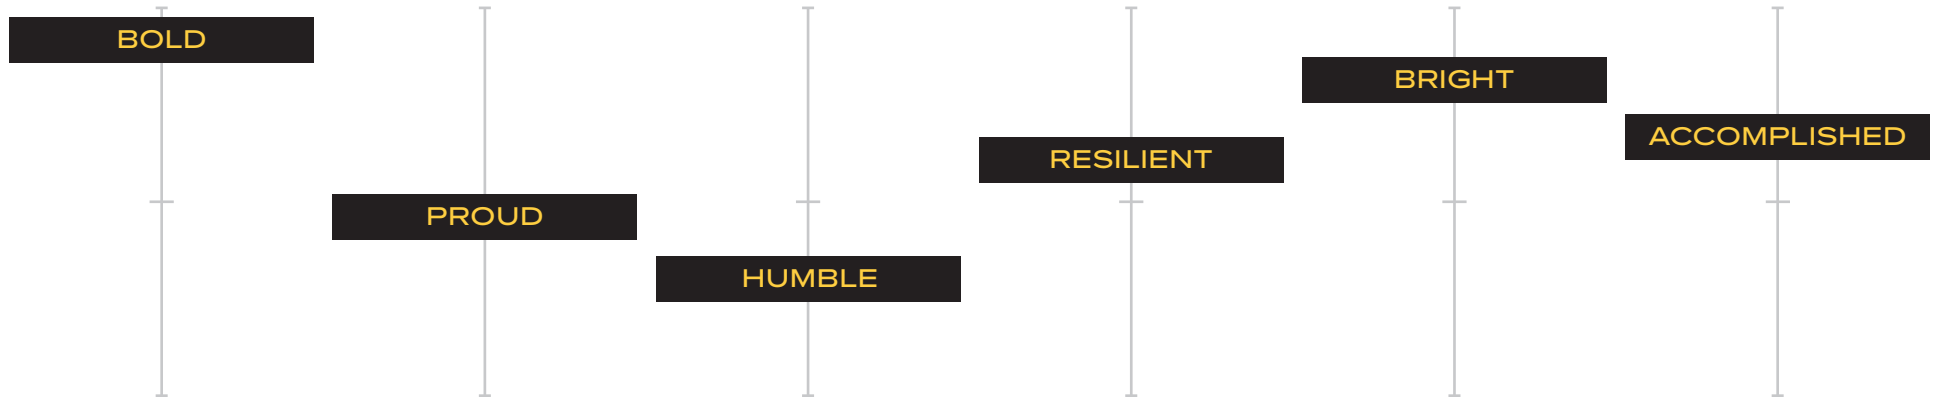 BOLD
PROUD
HUMBLE
RESILIENT
BRIGHT
ACCOMPLISHED